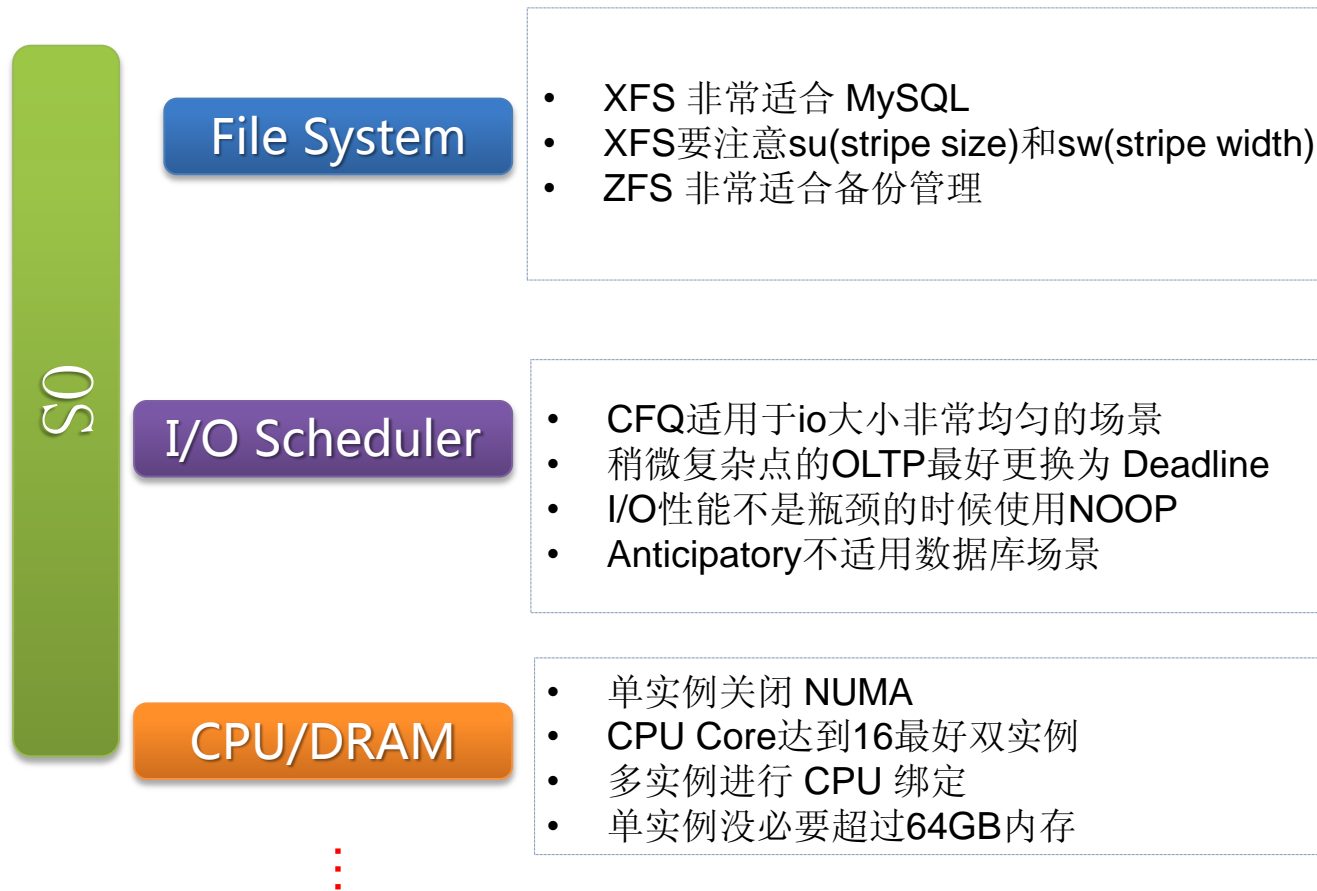 OS
File System
• XFS 非常适合 MySQL
• XFS要注意su(stripe size)和sw(stripe width)
• ZFS 非常适合备份管理
I/O Scheduler
• CFQ适用于io大小非常均匀的场景
• 稍微复杂点的OLTP最好更换为 Deadline
• I/O性能不是瓶颈的时候使用NOOP
• Anticipatory不适用数据库场景
CPU/DRAM
• 单实例关闭 NUMA
• CPU Core达到16最好双实例
• 多实例进行 CPU 绑定
• 单实例没必要超过64GB内存